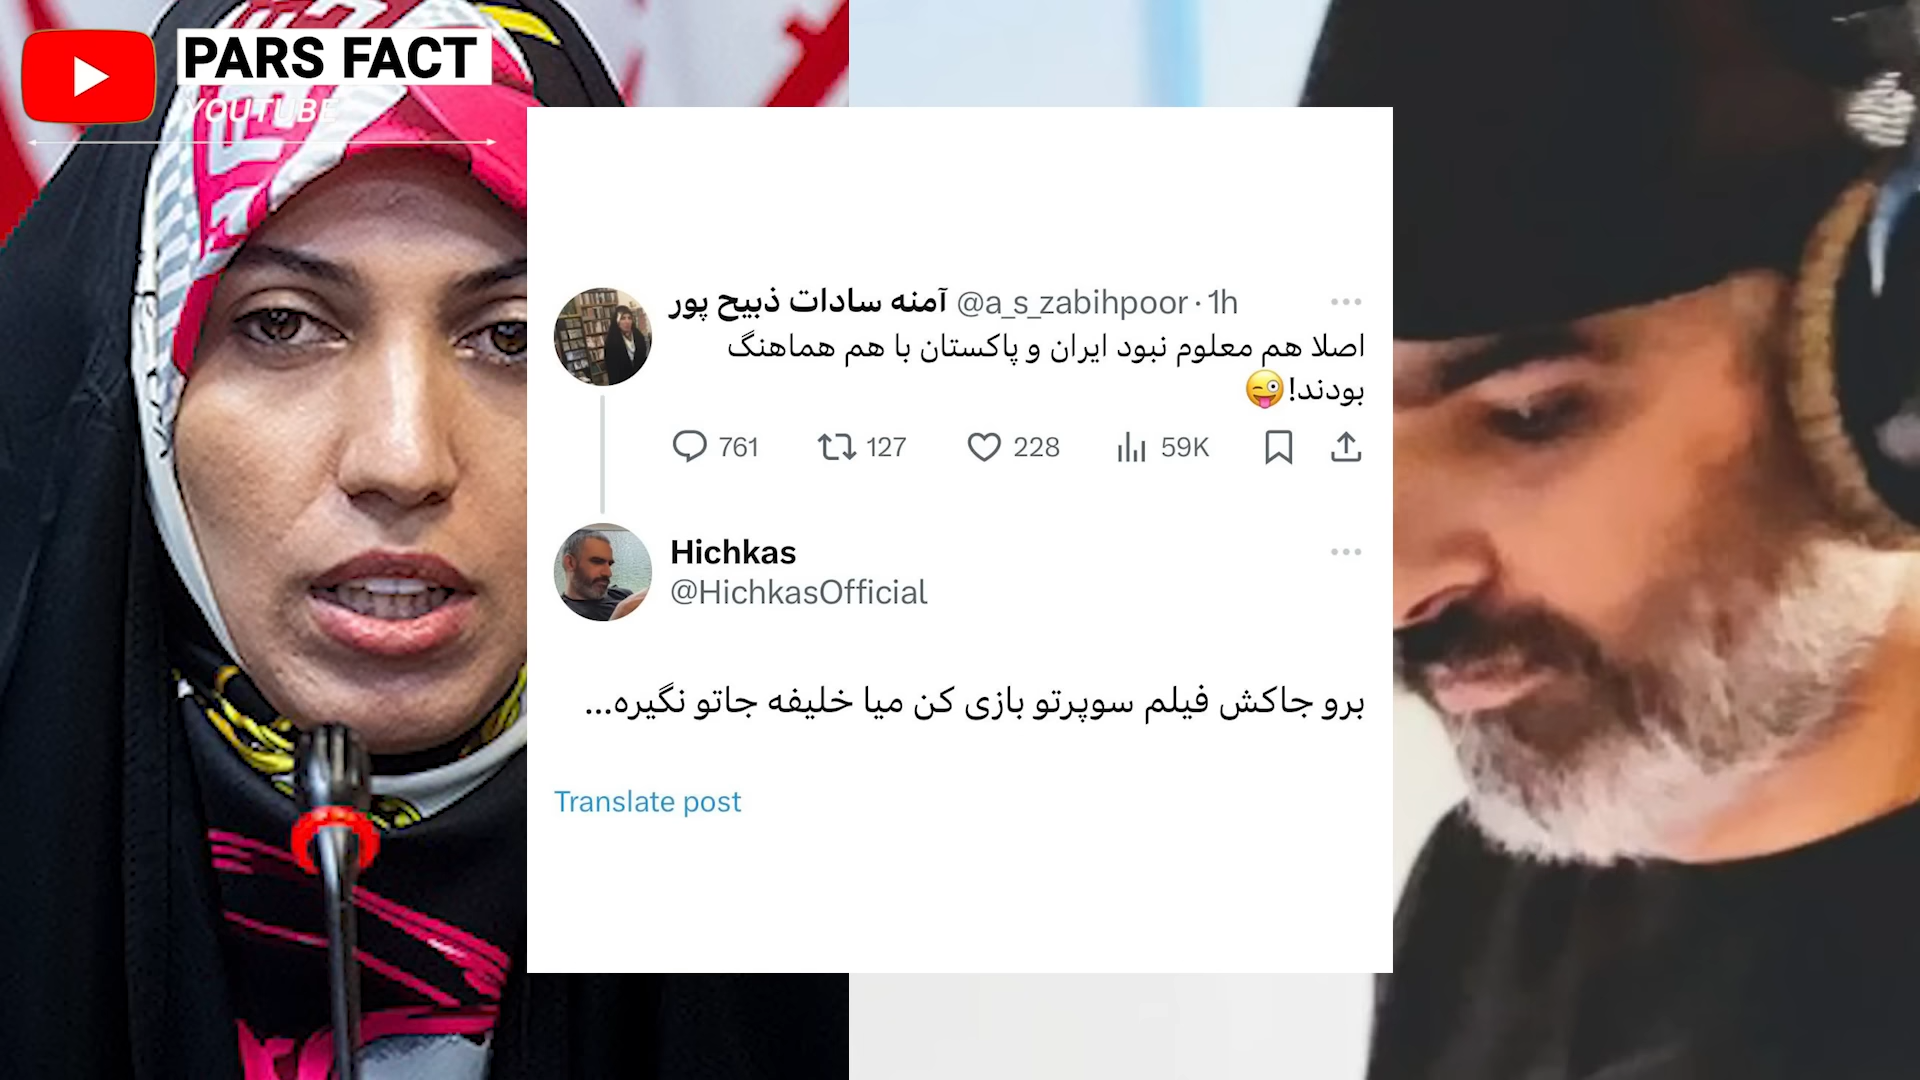 PARS FACT
YOUTUBE
آمنه سادات ذبیح پور @a_s_zabihpoor · 1h
اصلا هم معلوم نبود ایران و پاکستان با هم هماهنگ
بودند!😜
761 127 228 59K
Hichkas
@HichkasOfficial
برو جاکش فیلم سوپرتو بازی کن میا خلیفه جاتو نگیره...
Translate post